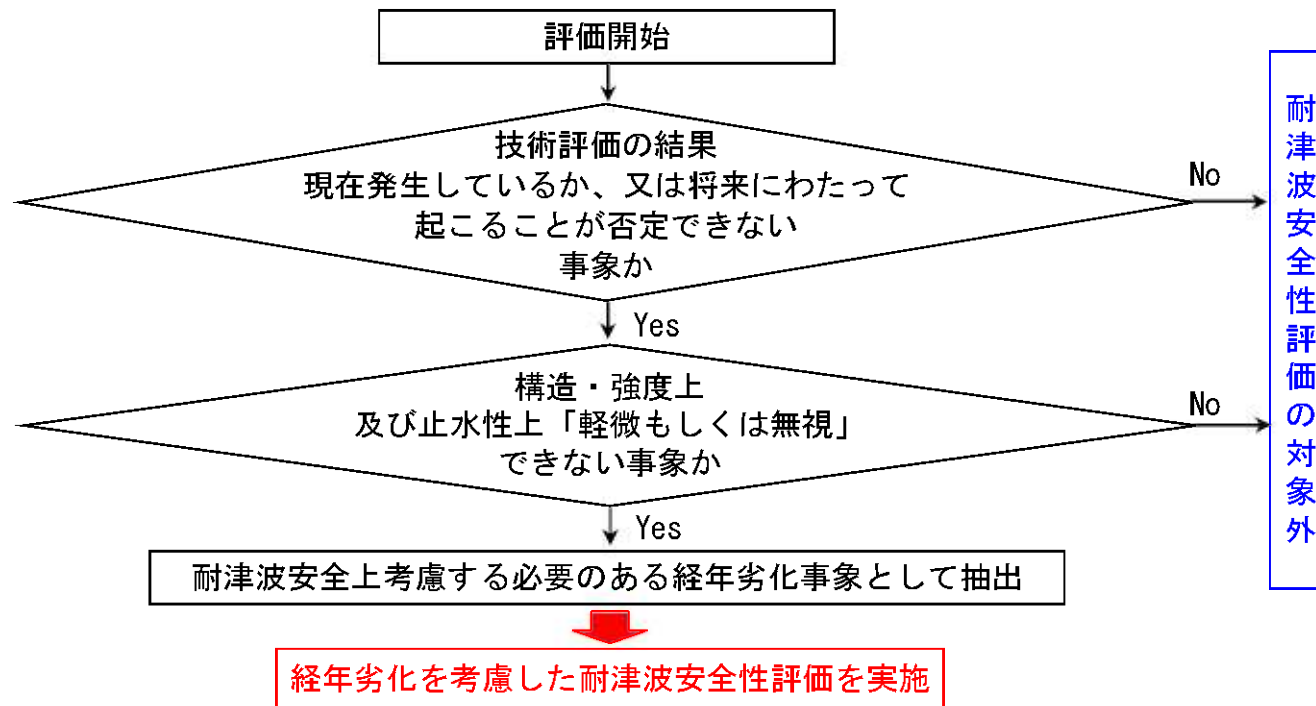 評価開始
技術評価の結果
現在発生しているか、又は将来にわたって
起こることが否定できない
事象か
No
Yes
構造・強度上
及び止水性上「軽微もしくは無視」
できない事象か
No
Yes
耐津波安全上考慮する必要のある経年劣化事象として抽出
経年劣化を考慮した耐津波安全性評価を実施
耐津波安全性評価の対象外